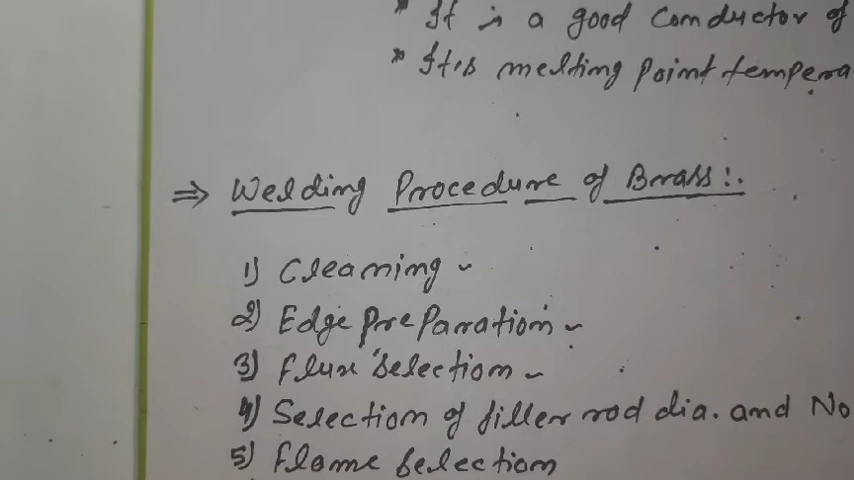 * It is a good Conductor of
* It is melting point tempera
⇒ Welding Procedure of Brass:-
1) Cleaning -
2) Edge Preparation -
3) Flux Selection -
4) Selection of filler rod dia. and No
5) Flame Selection